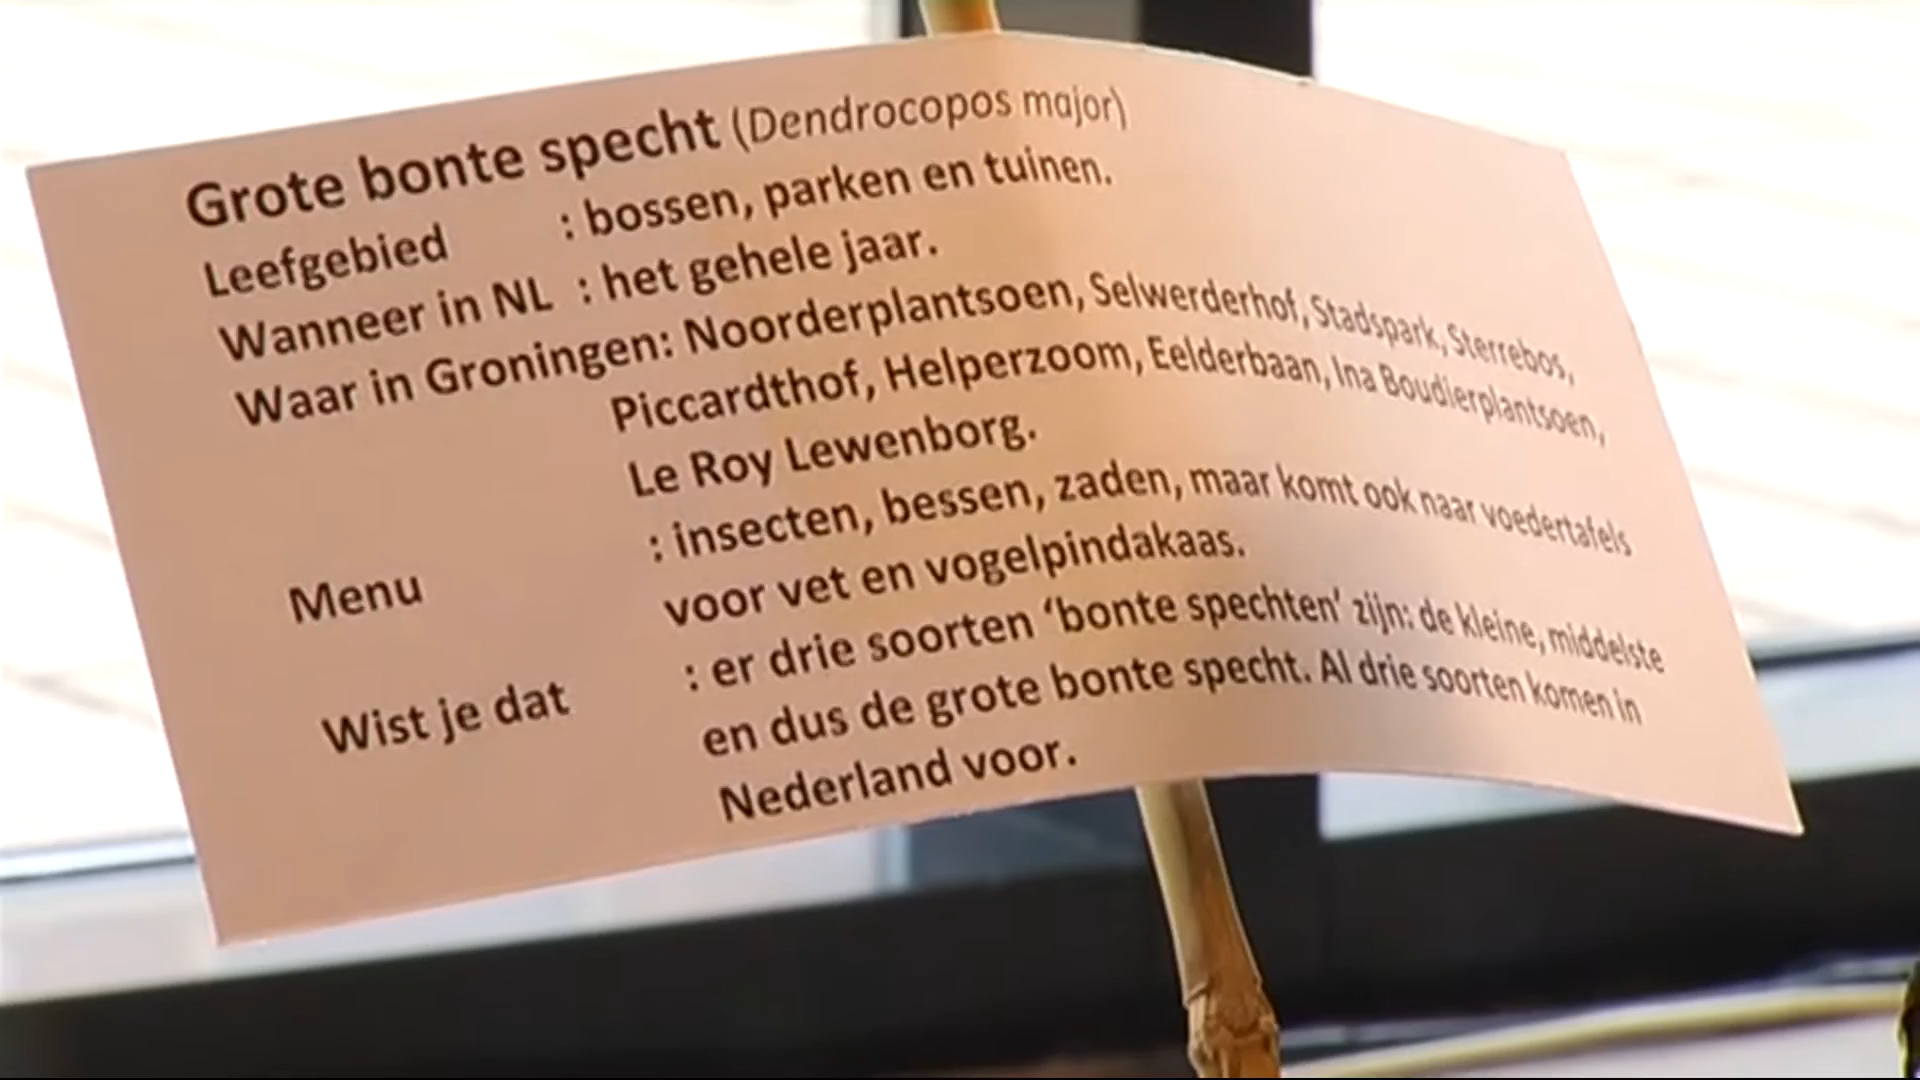 Grote bonte specht (Dendrocopos major)
Leefgebied : bossen, parken en tuinen.
Wanneer in NL : het gehele jaar.
Waar in Groningen: Noorderplantsoen, Selwerderhof, Stadspark, Sterrebos,
Piccardthof, Helperzoom, Eelderbaan, Ina Boudierplantsoen,
Le Roy Lewenborg.
Menu : insecten, bessen, zaden, maar komt ook naar voedertafels
voor vet en vogelpindakaas.
Wist je dat : er drie soorten ‘bonte spechten’ zijn: de kleine, middelste
en dus de grote bonte specht. Al drie soorten komen in
Nederland voor.